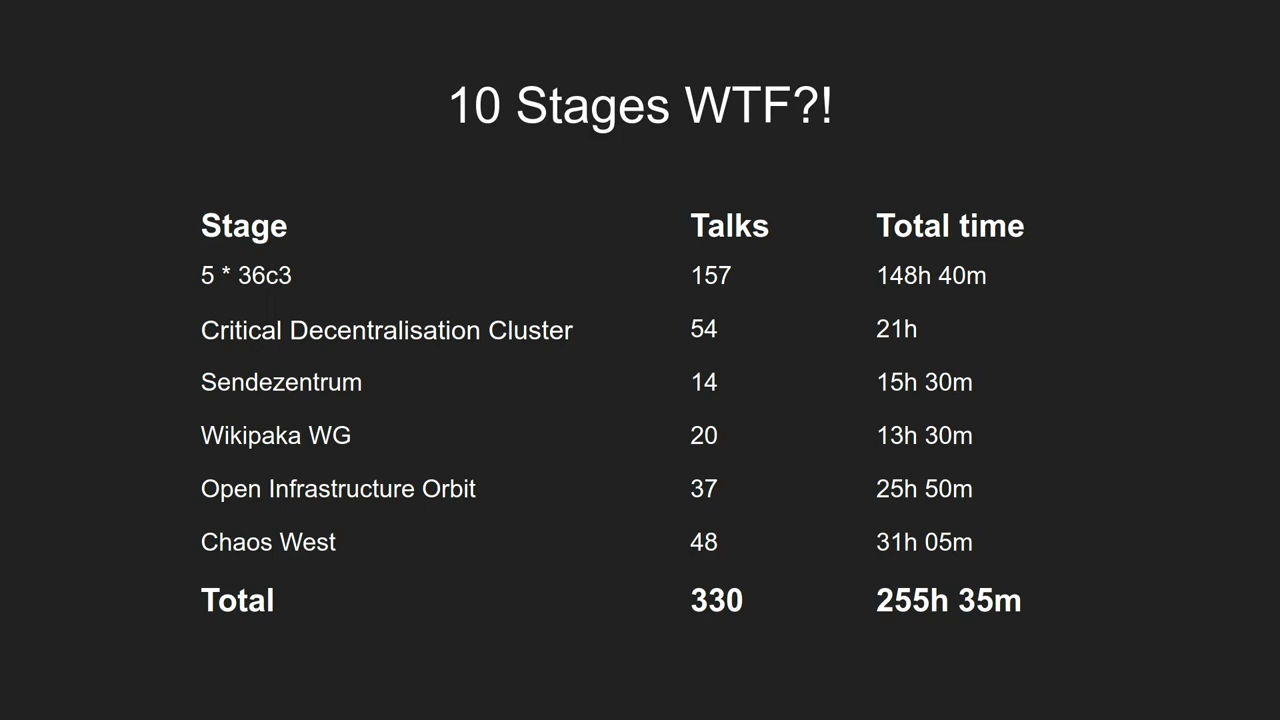 10 Stages WTF?!
Stage Talks Total time
5 * 36c3 157 148h 40m
Critical Decentralisation Cluster 54 21h
Sendezentrum 14 15h 30m
Wikipaka WG 20 13h 30m
Open Infrastructure Orbit 37 25h 50m
Chaos West 48 31h 05m
Total 330 255h 35m